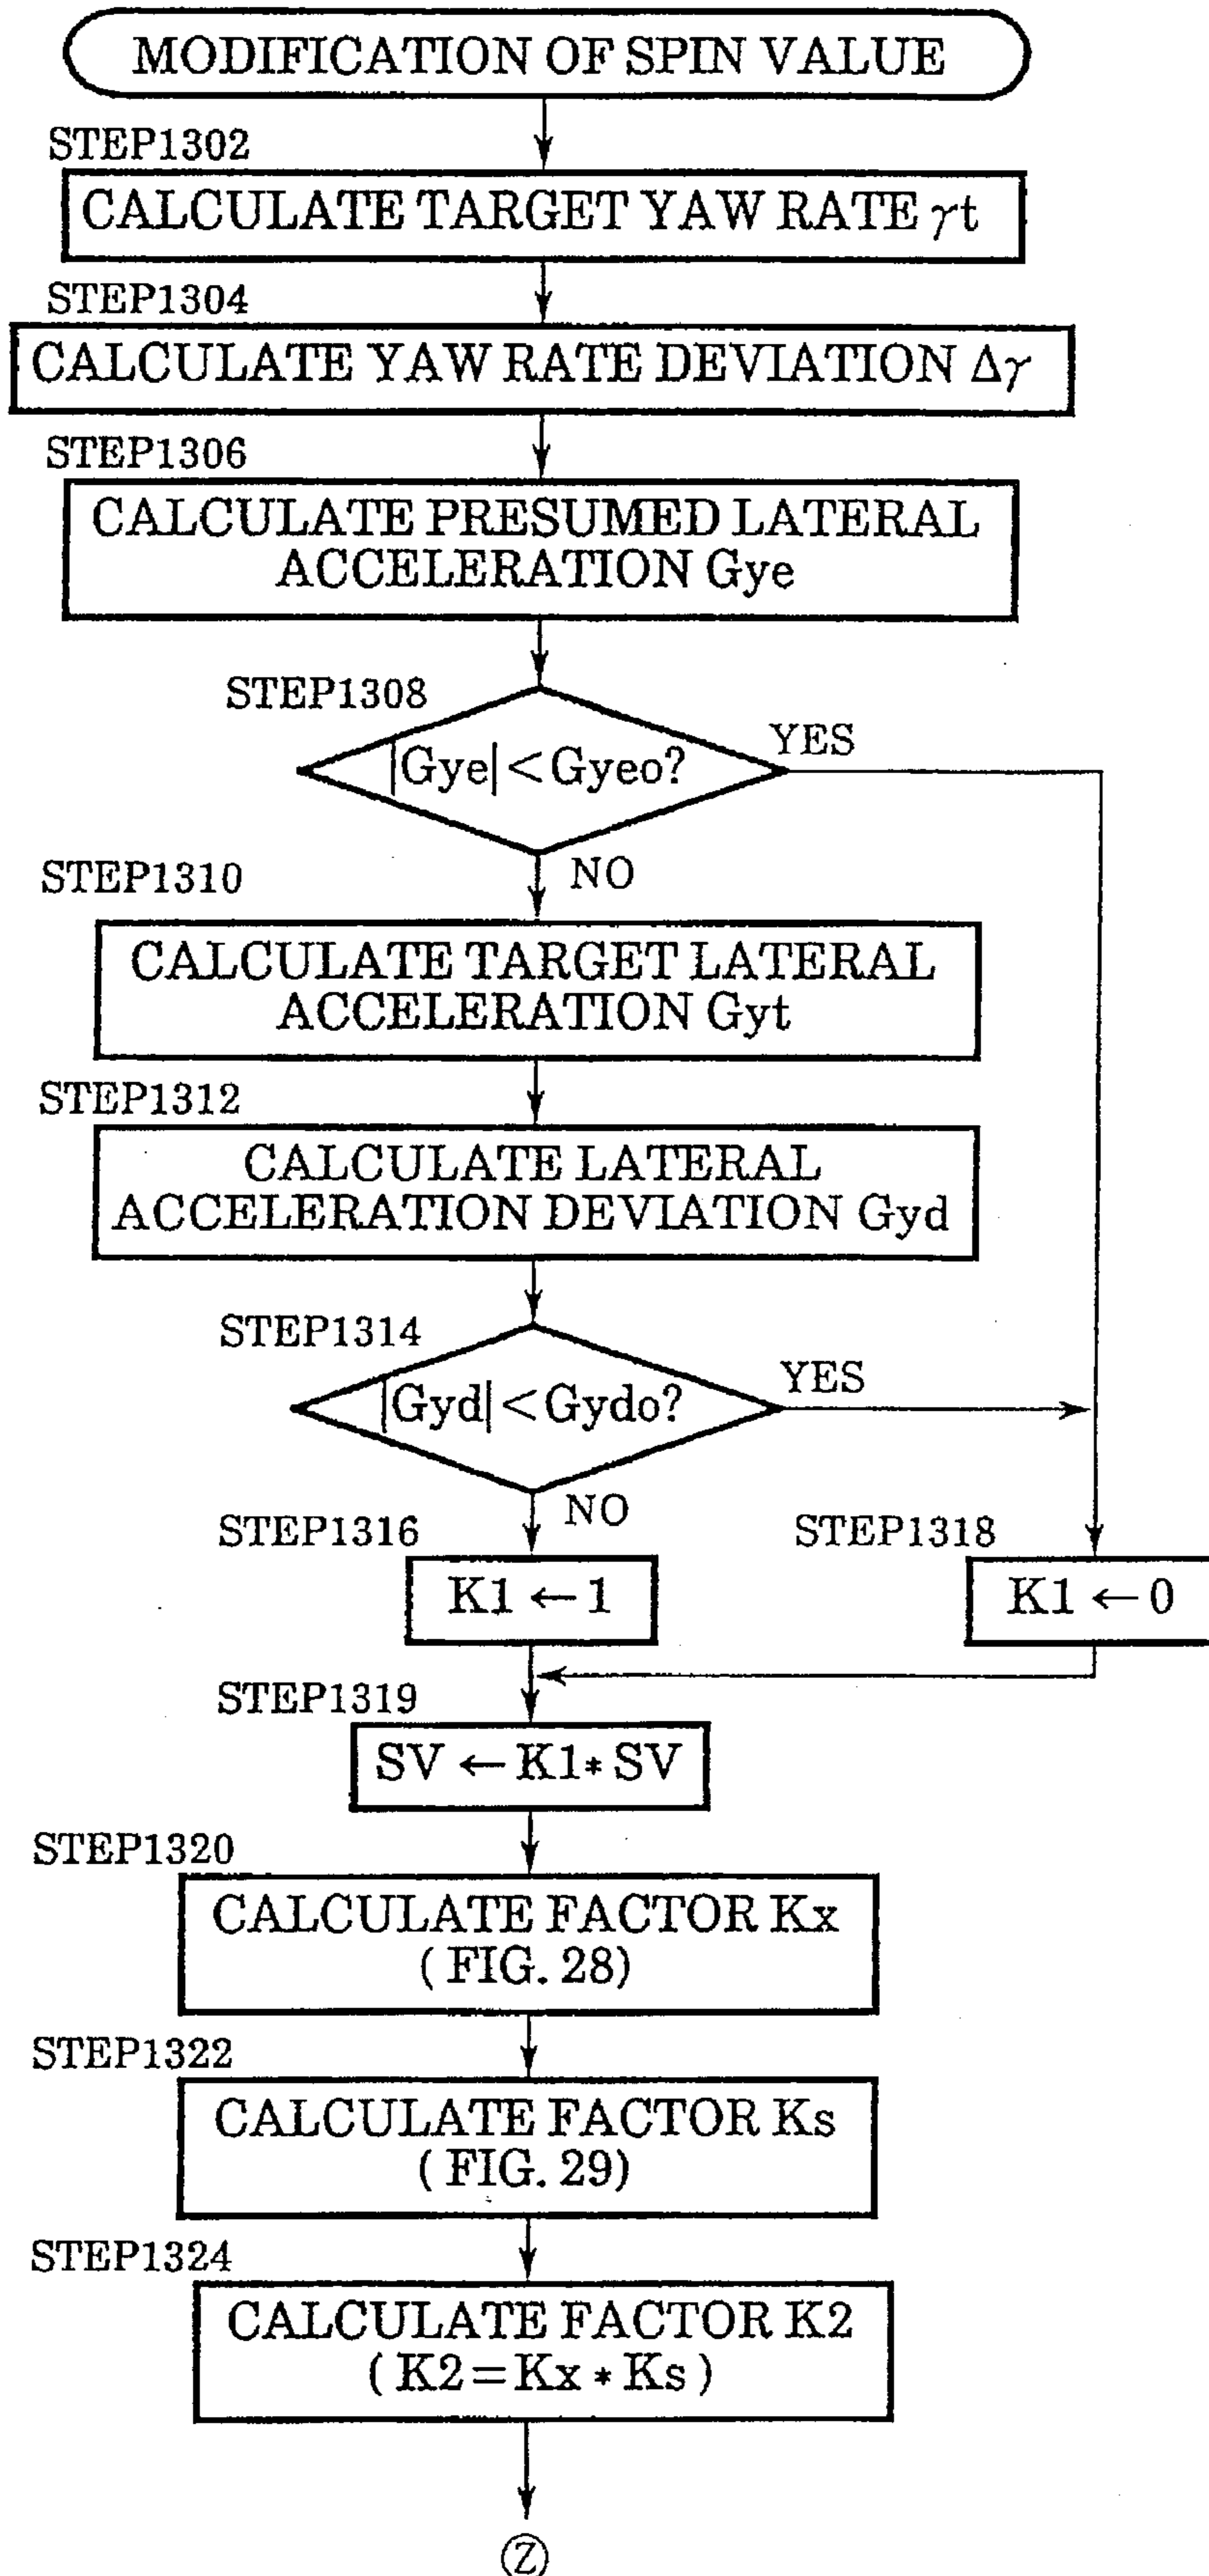 MODIFICATION OF SPIN VALUE
STEP1302
CALCULATE TARGET YAW RATE γt
STEP1304
CALCULATE YAW RATE DEVIATION Δγ
STEP1306
CALCULATE PRESUMED LATERAL
ACCELERATION Gye
STEP1308
|Gye| < Gyeo?
YES
NO
STEP1310
CALCULATE TARGET LATERAL
ACCELERATION Gyt
STEP1312
CALCULATE LATERAL
ACCELERATION DEVIATION Gyd
STEP1314
|Gyd| < Gydo?
YES
NO
STEP1316
K1 ← 1
STEP1318
K1 ← 0
STEP1319
SV ← K1* SV
STEP1320
CALCULATE FACTOR Kx
( FIG. 28)
STEP1322
CALCULATE FACTOR Ks
( FIG. 29)
STEP1324
CALCULATE FACTOR K2
( K2 = Kx * Ks )
Ⓩ